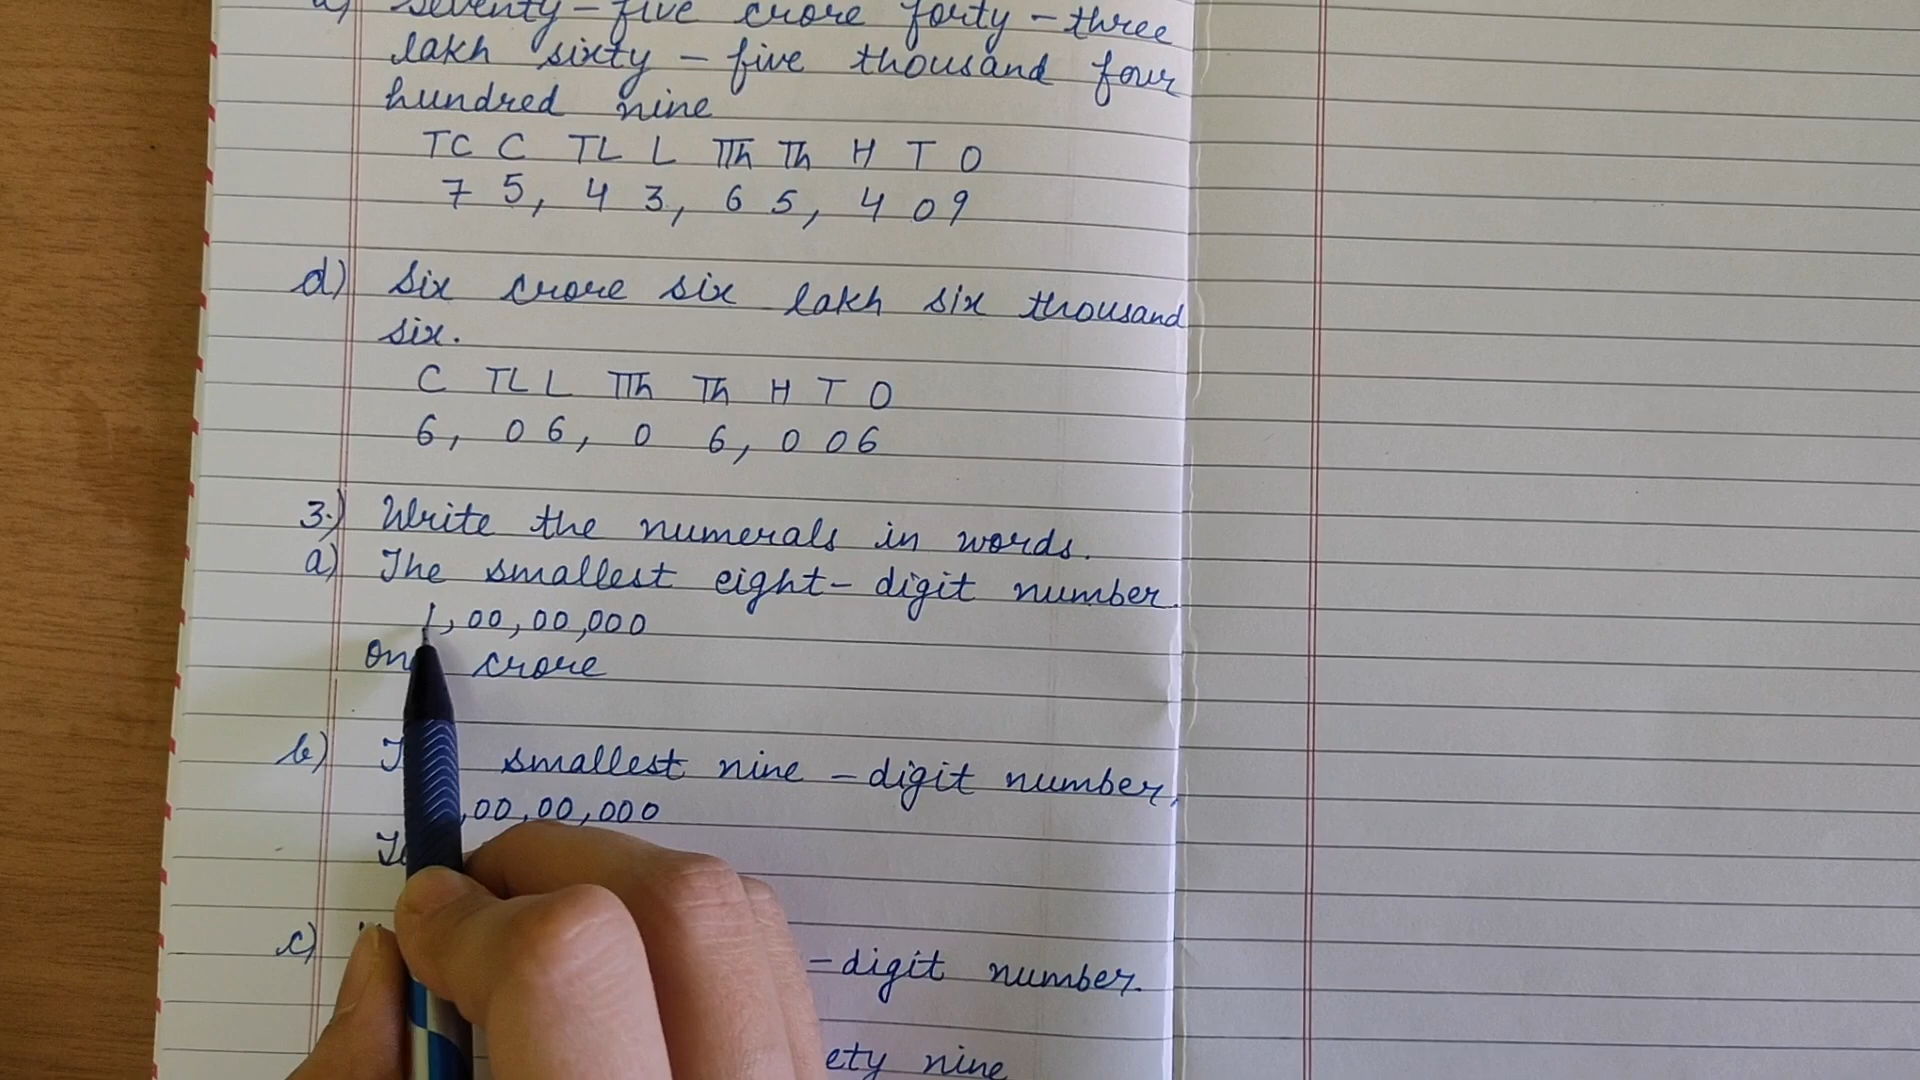 seventy-five crore forty-three
lakh sixty-five thousand four
hundred nine
TC C TL L TTh Th H T O
7 5, 4 3, 6 5, 4 0 9
d) Six crore six lakh six thousand
six.
C TL L TTh Th H T O
6, 0 6, 0 6, 0 0 6
3.) Write the numerals in words.
a) The smallest eight-digit number.
1,00,00,000
One crore
b) smallest nine-digit number.
,00,00,000
c) -digit number.
nine